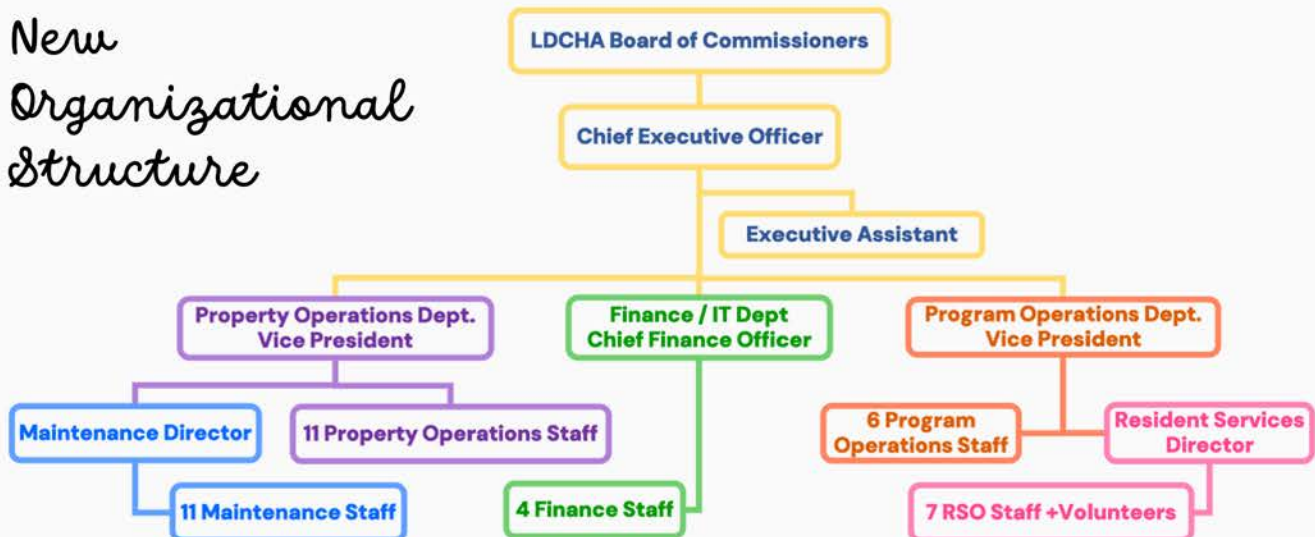 New
Organizational
Structure
LDCHA Board of Commissioners
Chief Executive Officer
Executive Assistant
Property Operations Dept.
Vice President
Finance / IT Dept
Chief Finance Officer
Program Operations Dept.
Vice President
Maintenance Director
11 Property Operations Staff
6 Program
Operations Staff
Resident Services
Director
11 Maintenance Staff
4 Finance Staff
7 RSO Staff +Volunteers